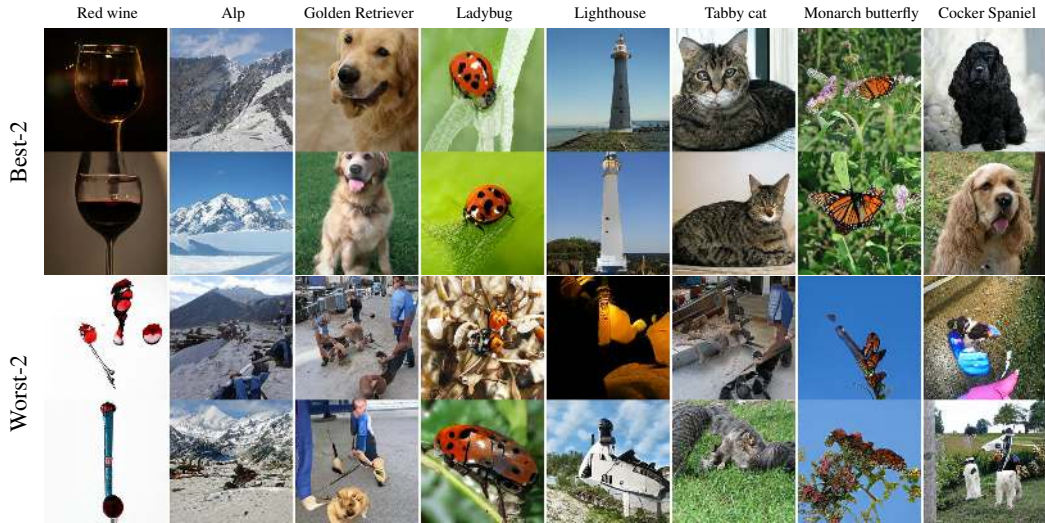 Red wine Alp Golden Retriever Ladybug Lighthouse Tabby cat Monarch butterfly Cocker Spaniel
Best-2
Worst-2